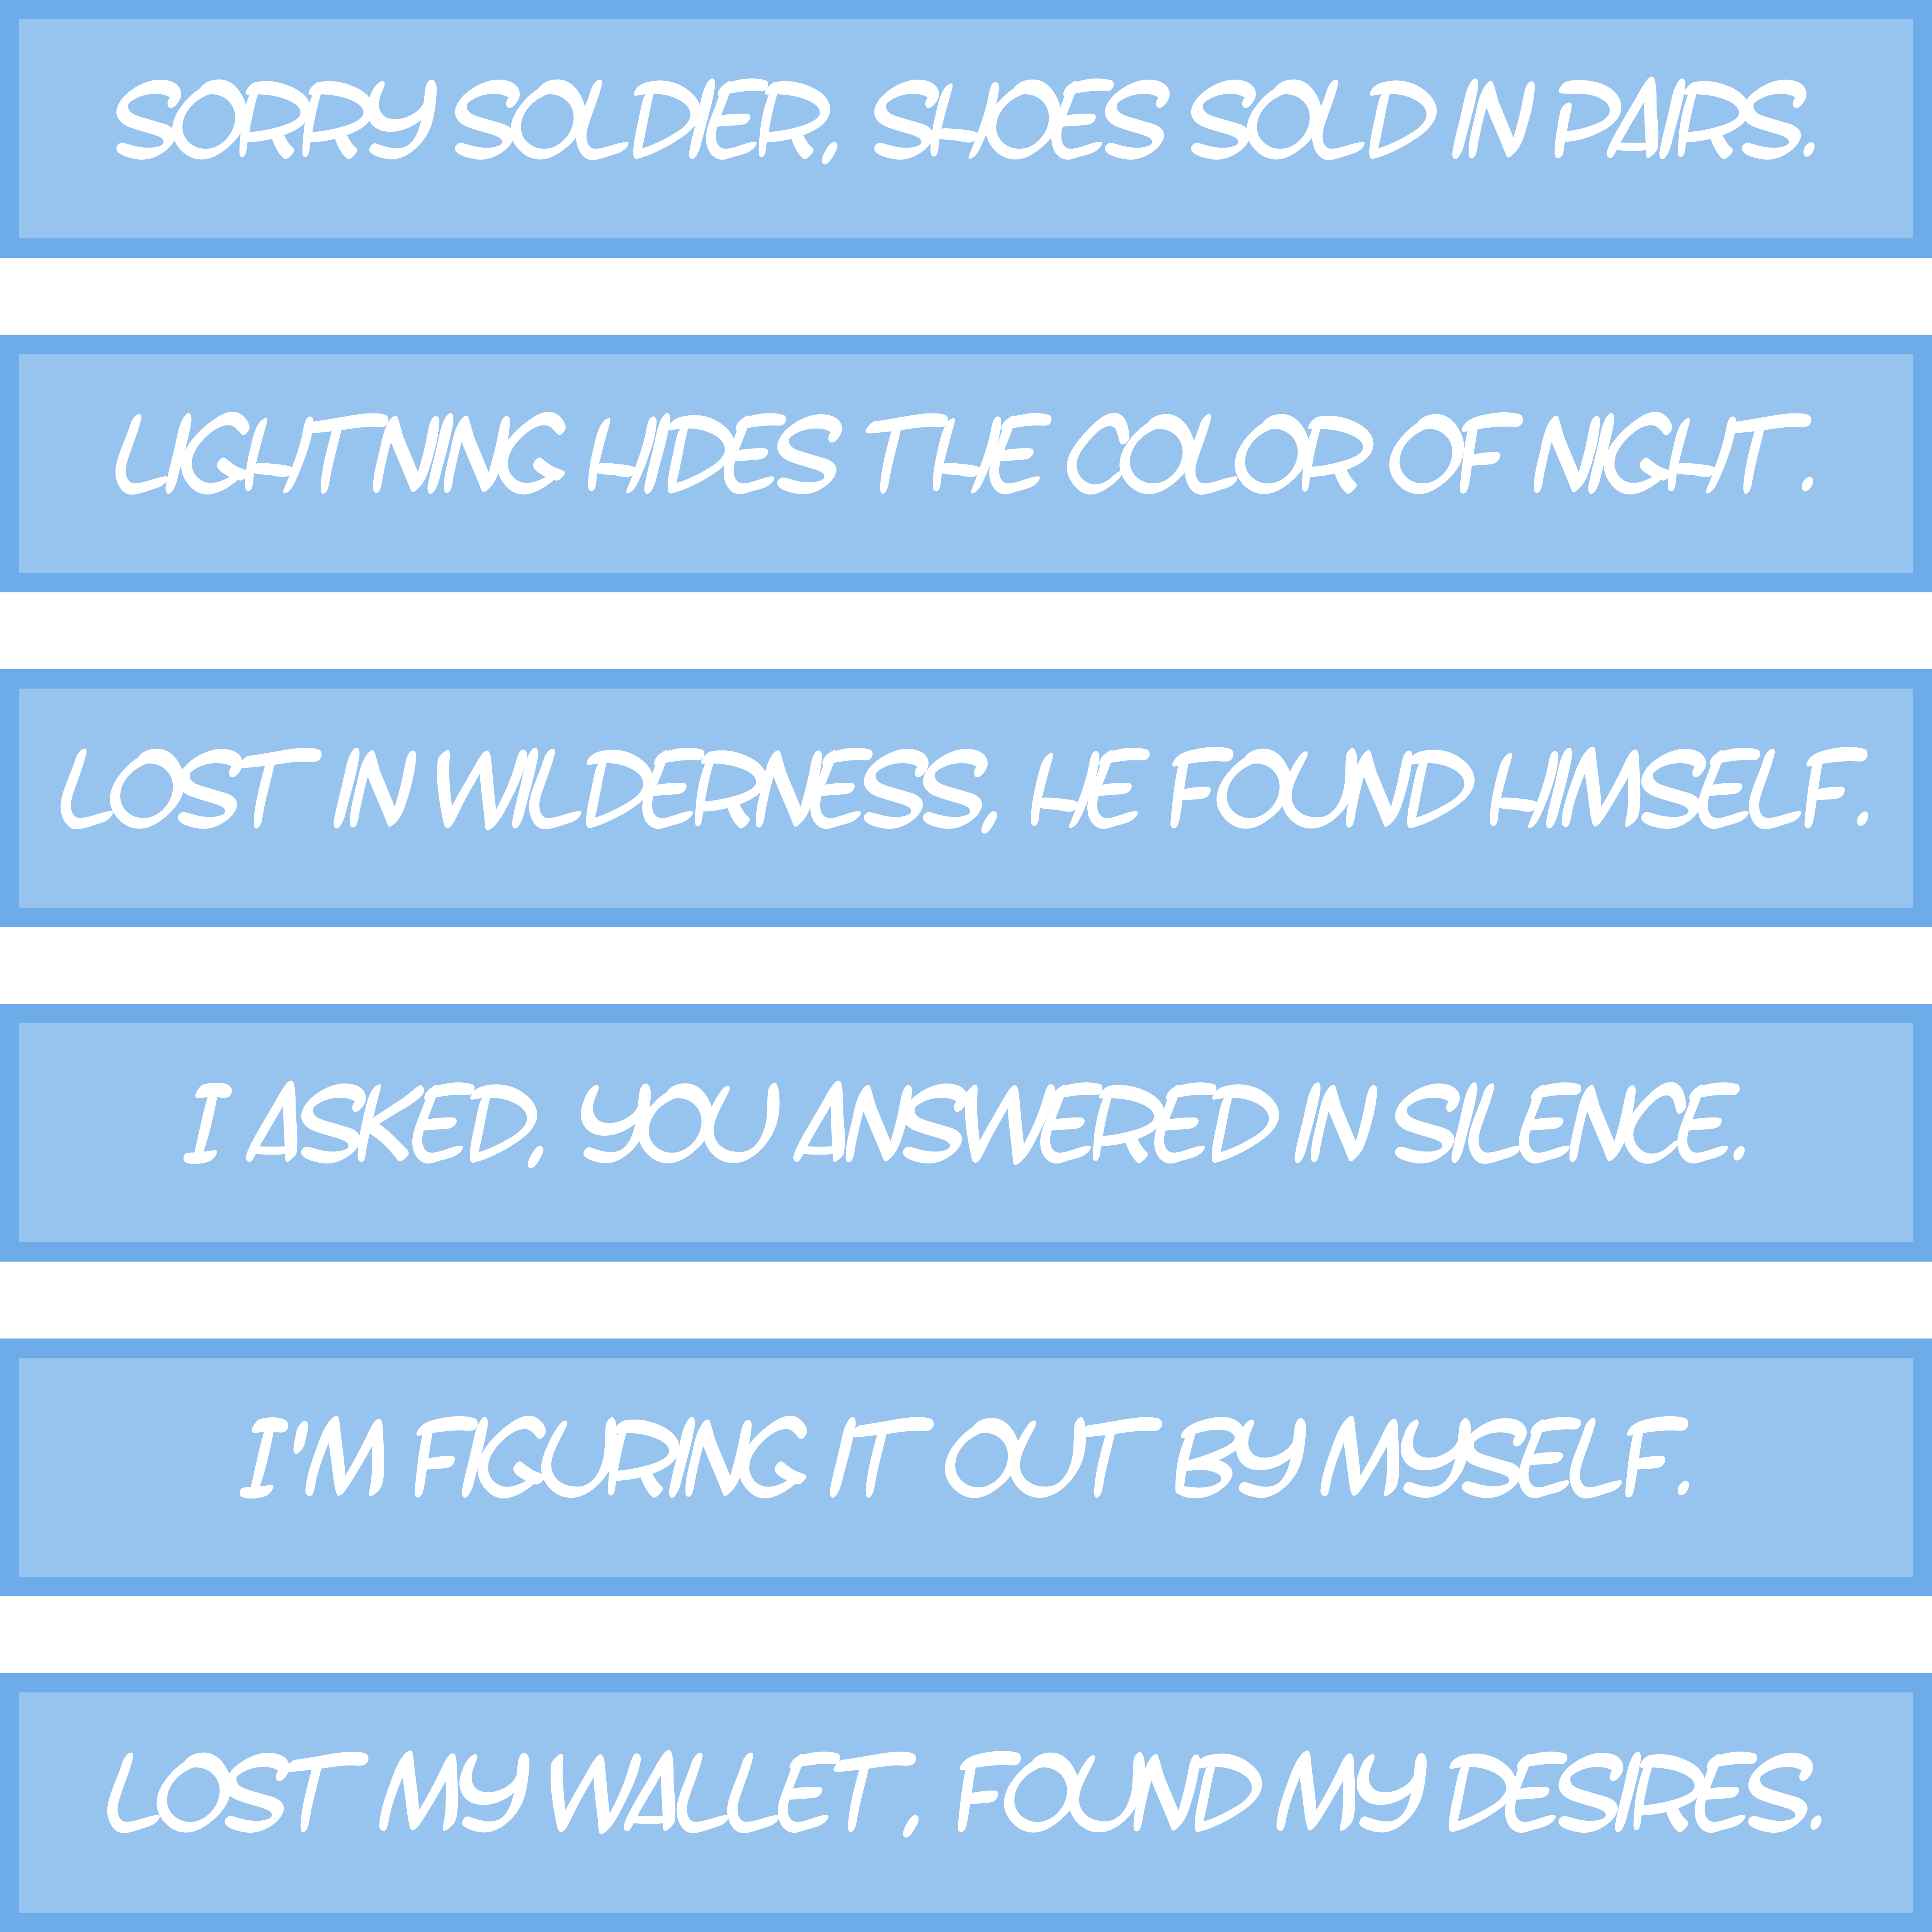 SORRY SOLDIER, SHOES SOLD IN PAIRS.
LIGHTNING HIDES THE COLOR OF NIGHT.
LOST IN WILDERNESS, HE FOUND HIMSELF.
I ASKED, YOU ANSWERED IN SILENCE.
I'M FIGURING IT OUT BY MYSELF.
LOST MY WALLET, FOUND MY DESIRES.